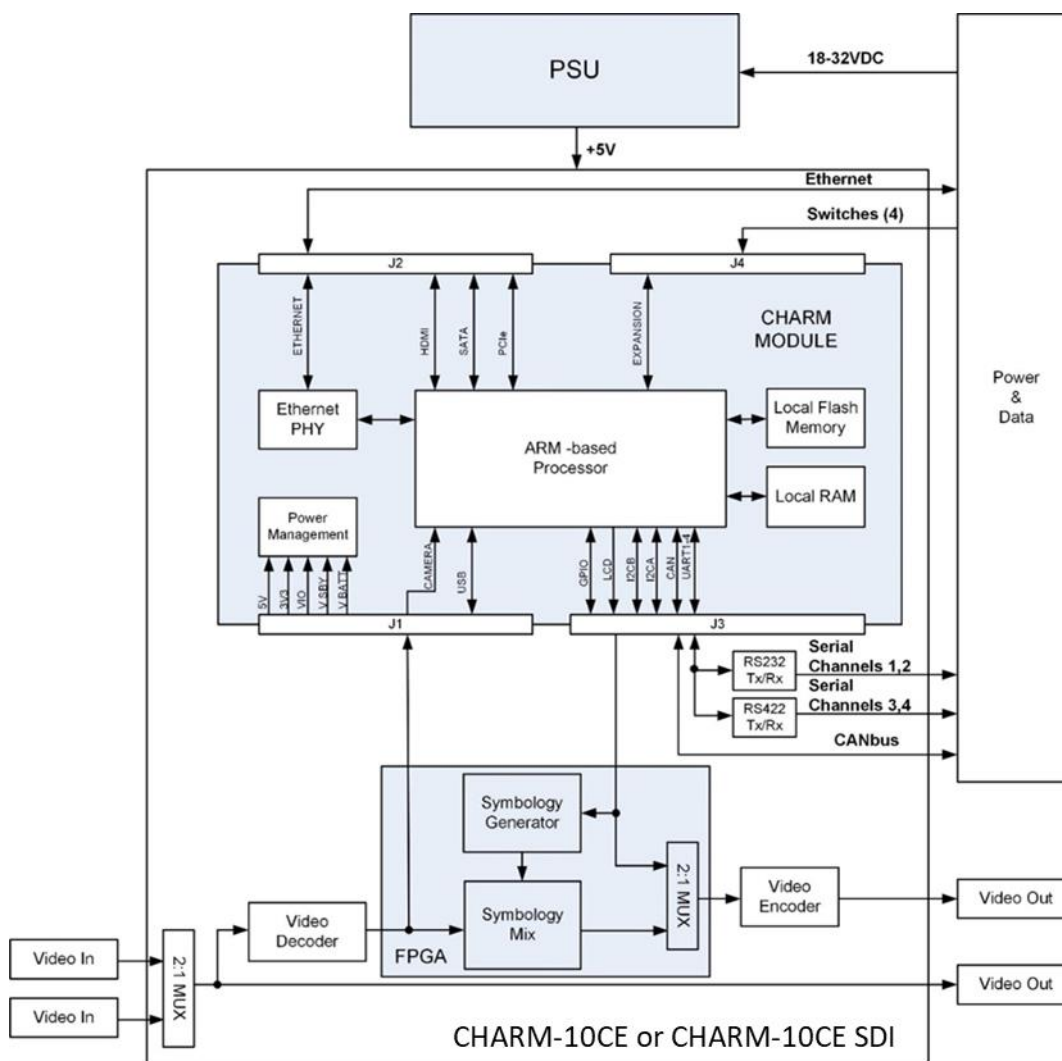 PSU
18-32VDC
+5V
Ethernet
Switches (4)
J2
J4
ETHERNET
HDMI
SATA
PCIe
EXPANSION
CHARM
MODULE
Ethernet
PHY
ARM -based
Processor
Local Flash
Memory
Local RAM
Power
&
Data
Power
Management
5V
3V3
VIO
V.SBY
V.BATT
CAMERA
USB
GPIO
LCD
I2CB
I2CA
CAN
UART1-4
J1
J3
RS232
Tx/Rx
Serial
Channels 1,2
RS422
Tx/Rx
Serial
Channels 3,4
CANbus
Symbology
Generator
Symbology
Mix
2:1 MUX
FPGA
Video
Decoder
Video
Encoder
Video Out
Video In
Video In
2:1 MUX
Video Out
CHARM-10CE or CHARM-10CE SDI